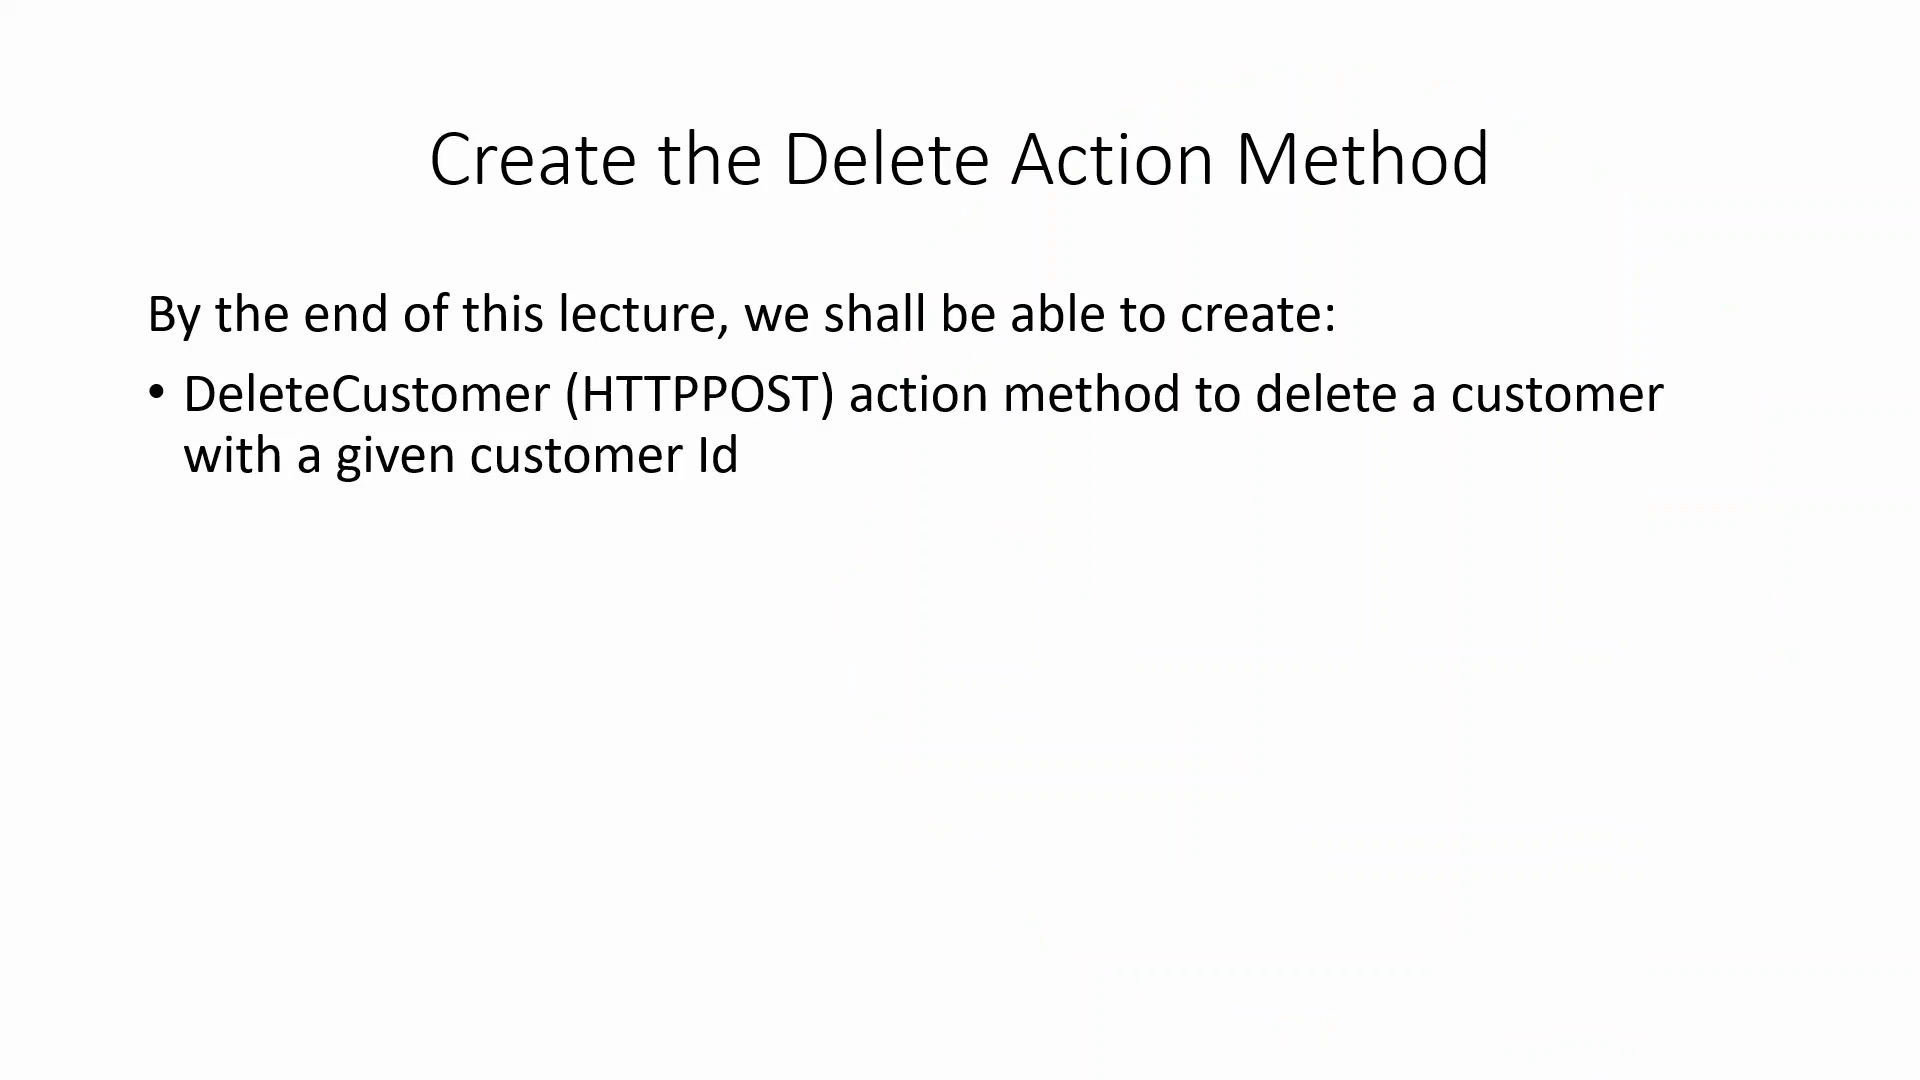 Create the Delete Action Method
By the end of this lecture, we shall be able to create:
• DeleteCustomer (HTTPPOST) action method to delete a customer
with a given customer Id